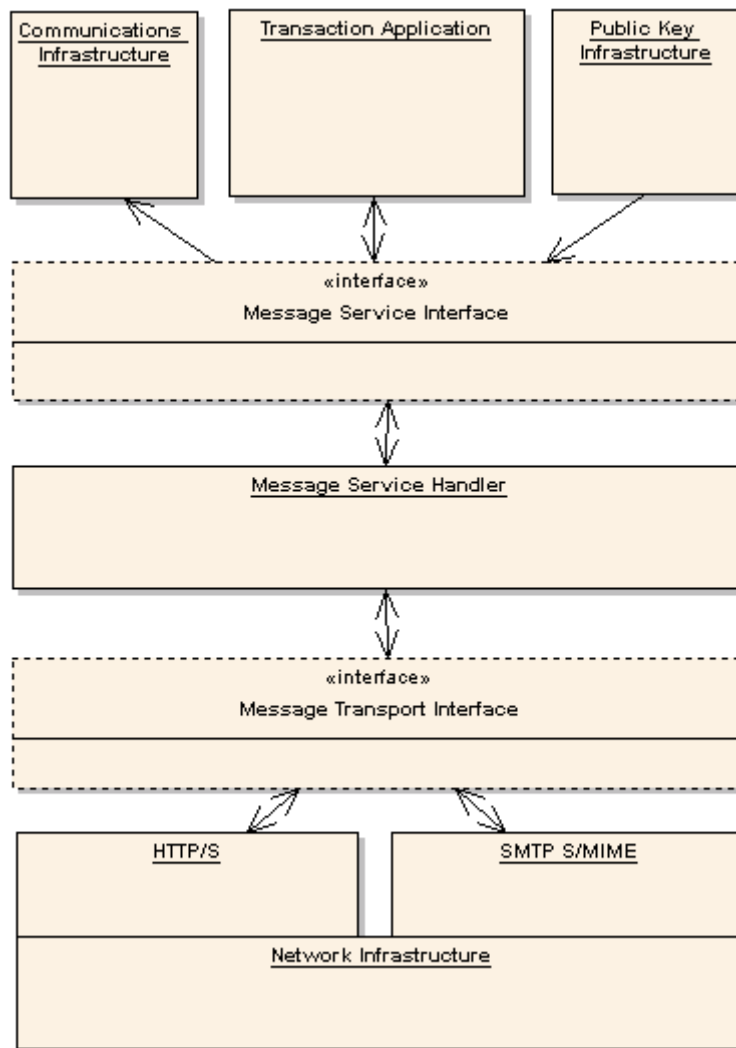 Communications
Infrastructure
Transaction Application
Public Key
Infrastructure
«interface»
Message Service Interface
Message Service Handler
«interface»
Message Transport Interface
HTTP/S
SMTP S/MIME
Network Infrastructure